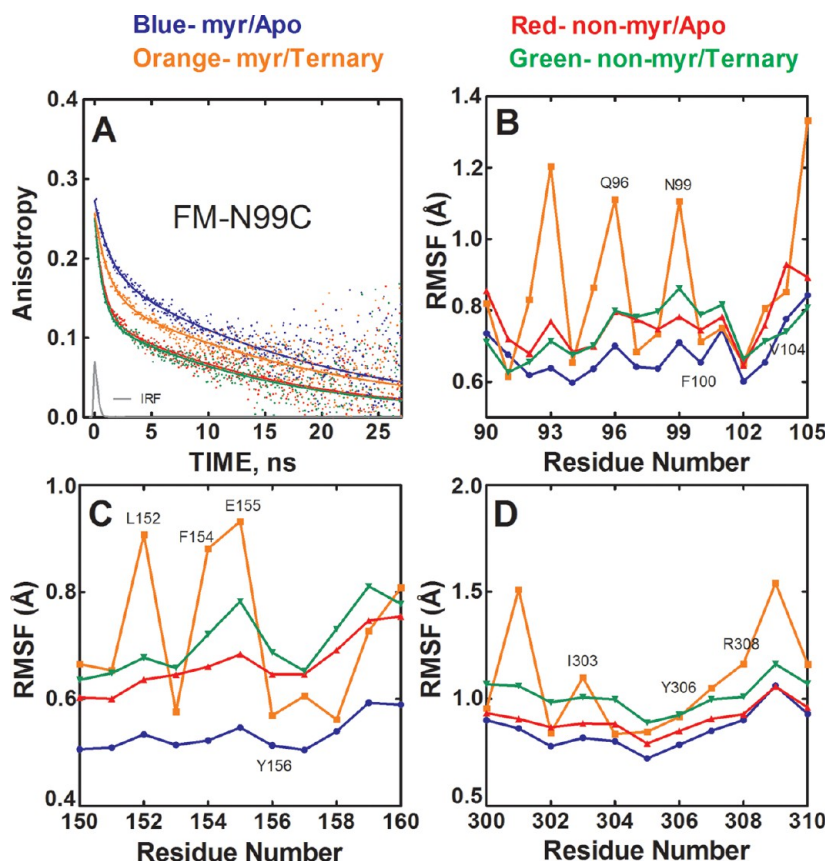 Blue- myr/Apo Red- non-myr/Apo
Orange- myr/Ternary Green- non-myr/Ternary
A
FM-N99C
Anisotropy
0.4
0.3
0.2
0.1
0.0
IRF
0 5 10 15 20 25
TIME, ns
B
RMSF (Å)
1.4
1.2
1.0
0.8
0.6
Q96 N99
F100 V104
90 93 96 99 102 105
Residue Number
C
RMSF (Å)
1.0
0.8
0.6
0.4
L152 F154 E155
Y156
150 152 154 156 158 160
Residue Number
D
RMSF (Å)
2.0
1.5
1.0
0.5
I303 Y306 R308
300 302 304 306 308 310
Residue Number